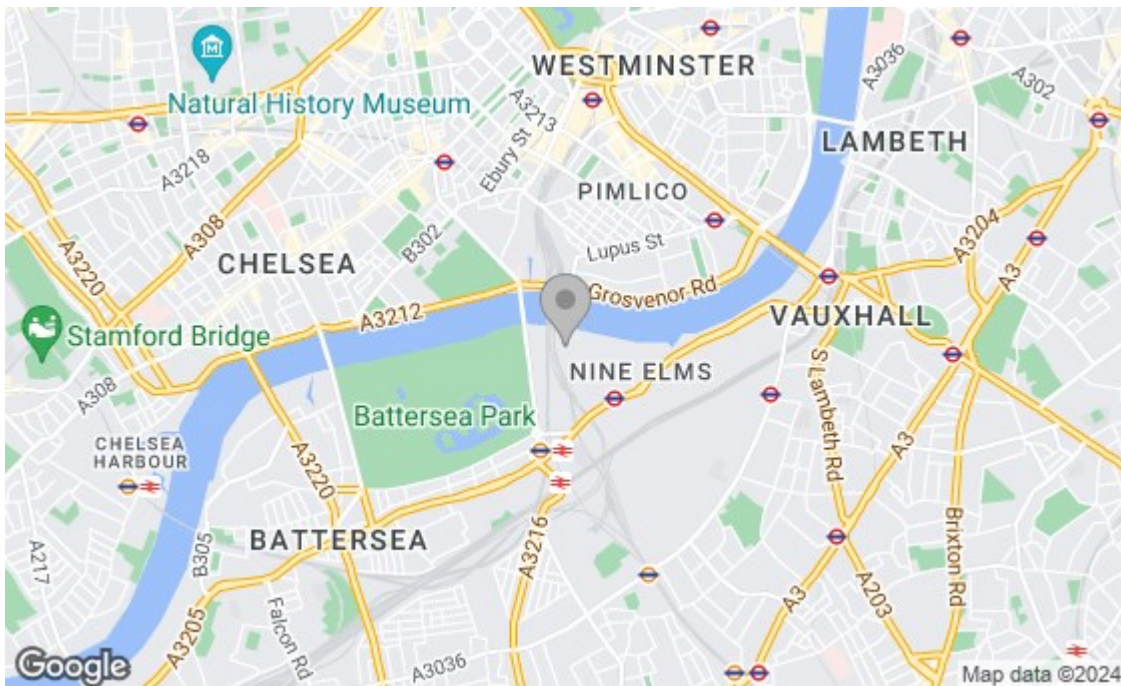 WESTMINSTER
A3036
A302
Natural History Museum
A3213
LAMBETH
A3218
Ebury St
PIMLICO
A308
B302
Lupus St
A3204
A3220
CHELSEA
A3
Grosvenor Rd
A3212
VAUXHALL
Stamford Bridge
NINE ELMS
S Lambeth Rd
A308
Battersea Park
CHELSEA
HARBOUR
A3220
A3
BATTERSEA
A3216
Brixton Rd
B305
A217
A203
A3
Falcon Rd
A3205
A3036
Google
Map data ©2024